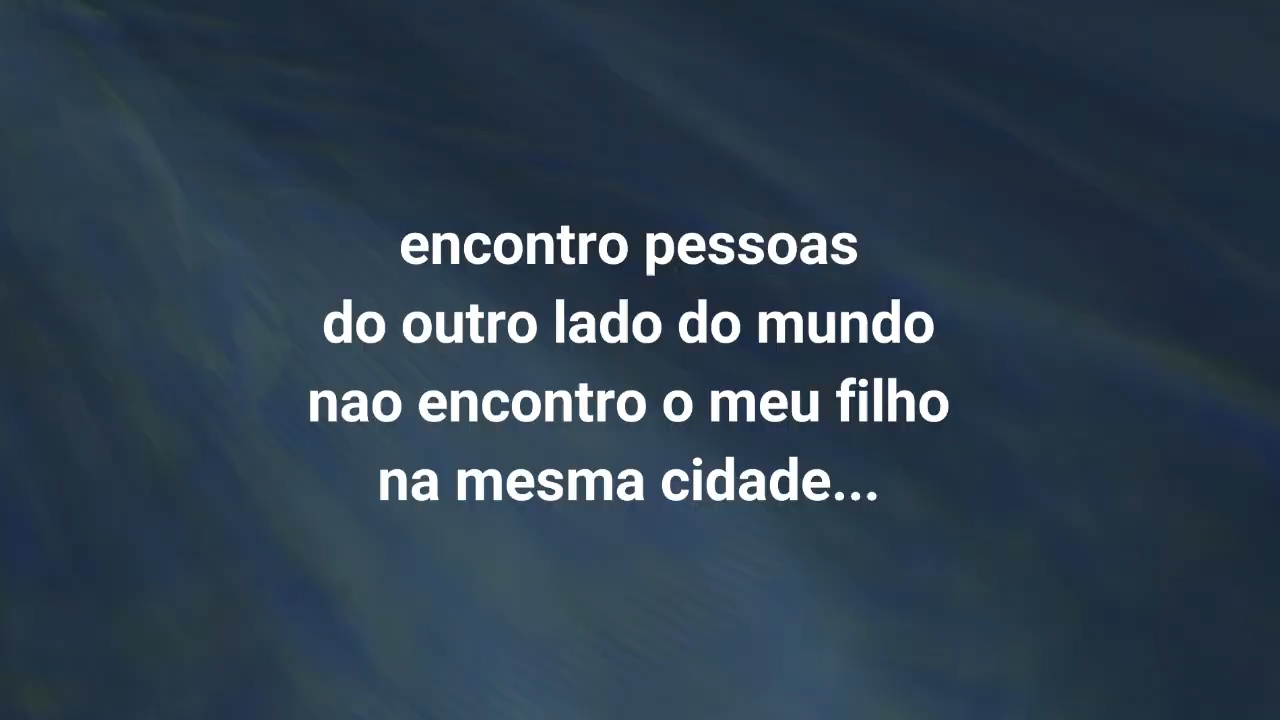 encontro pessoas
do outro lado do mundo
nao encontro o meu filho
na mesma cidade...